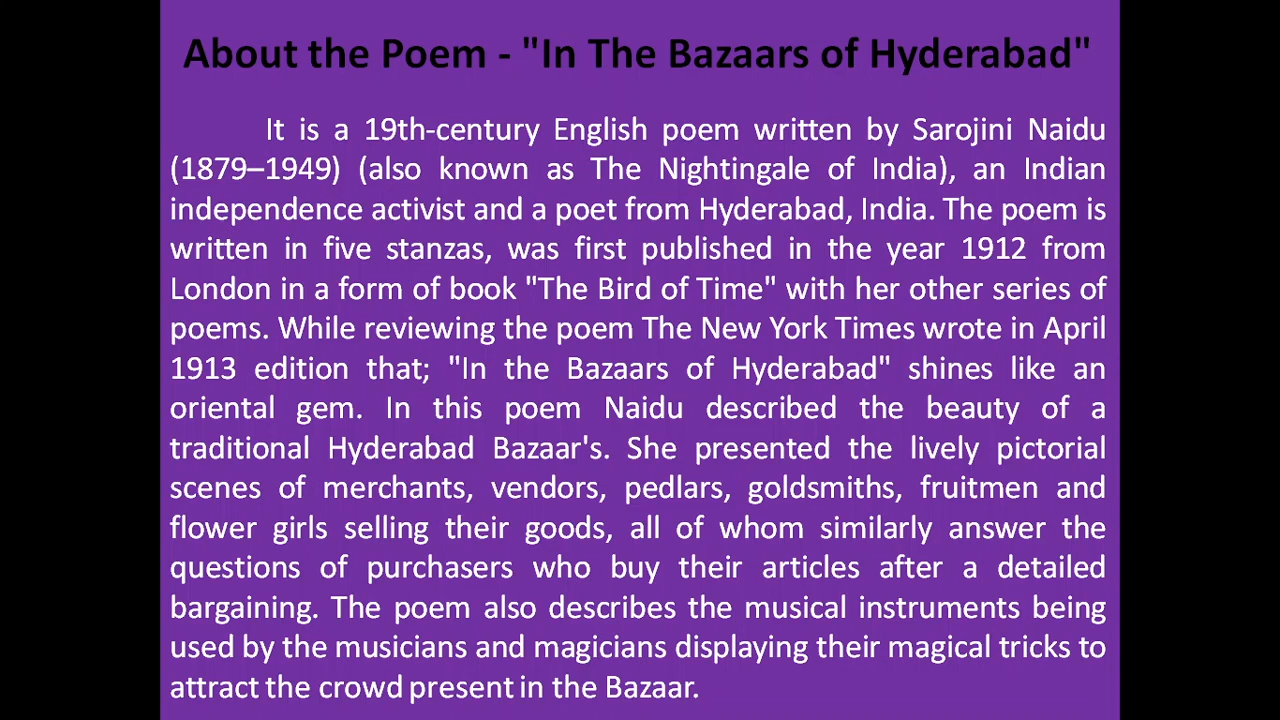 About the Poem - "In The Bazaars of Hyderabad"
It is a 19th-century English poem written by Sarojini Naidu
(1879–1949) (also known as The Nightingale of India), an Indian
independence activist and a poet from Hyderabad, India. The poem is
written in five stanzas, was first published in the year 1912 from
London in a form of book "The Bird of Time" with her other series of
poems. While reviewing the poem The New York Times wrote in April
1913 edition that; "In the Bazaars of Hyderabad" shines like an
oriental gem. In this poem Naidu described the beauty of a
traditional Hyderabad Bazaar's. She presented the lively pictorial
scenes of merchants, vendors, pedlars, goldsmiths, fruitmen and
flower girls selling their goods, all of whom similarly answer the
questions of purchasers who buy their articles after a detailed
bargaining. The poem also describes the musical instruments being
used by the musicians and magicians displaying their magical tricks to
attract the crowd present in the Bazaar.